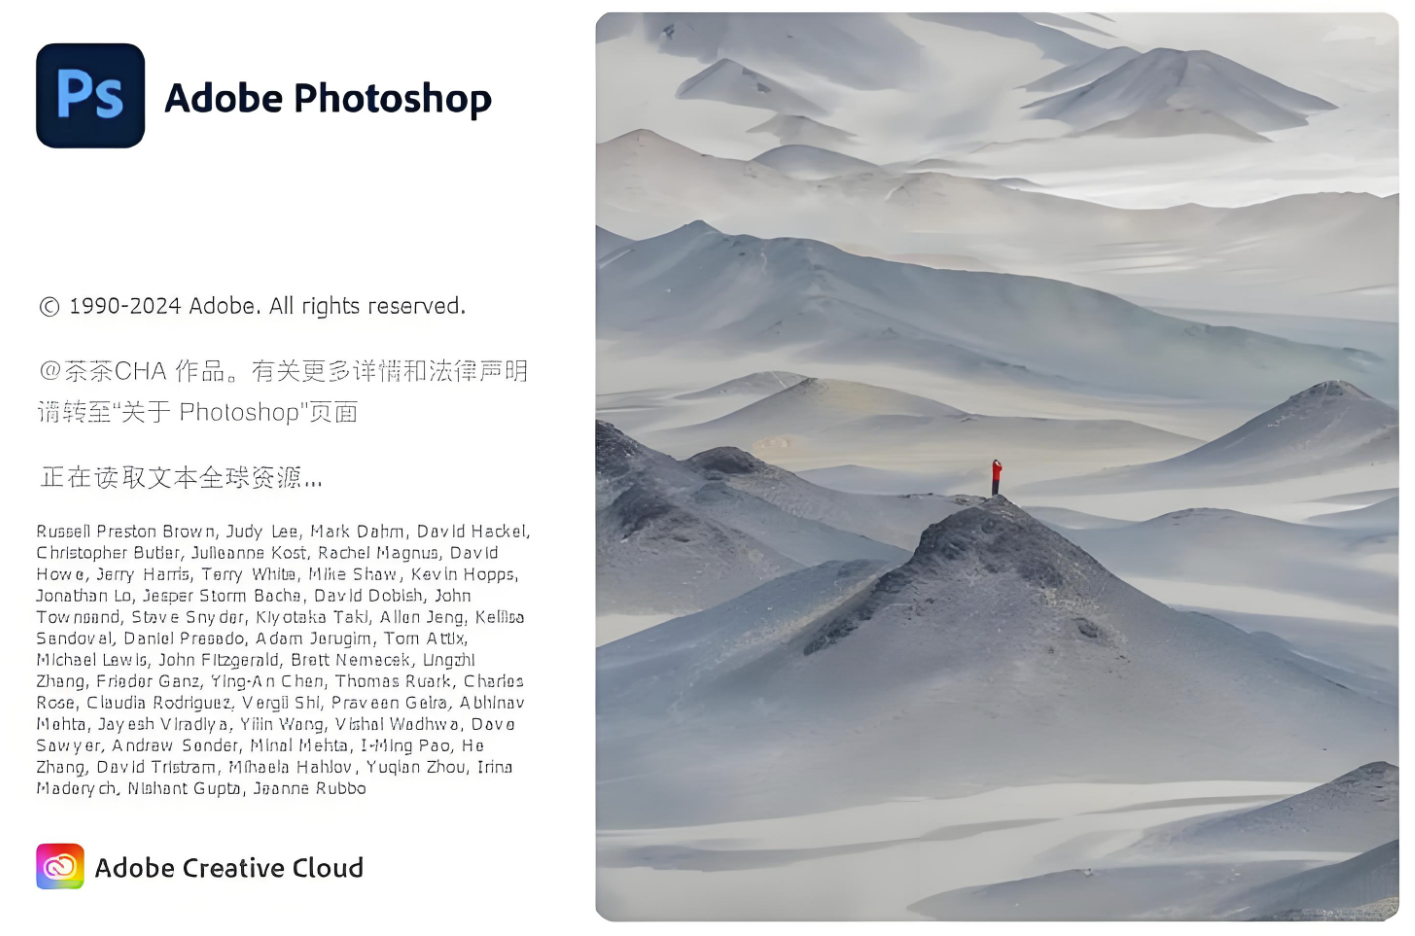 Ps
Adobe Photoshop
© 1990-2024 Adobe. All rights reserved.
@茶茶CHA 作品。有关更多详情和法律声明
请转至“关于 Photoshop"页面
正在读取文本全球资源...
Russell Preston Brown, Judy Lee, Mark Dahm, David Hackel,
Christopher Butler, Julieanne Kost, Rachel Magnus, David
Howe, Jerry Harris, Terry White, Mike Shaw, Kevin Hopps,
Jonathan Lo, Jesper Storm Bache, David Dobish, John
Townsend, Steve Snyder, Kiyotaka Taki, Allen Jeng, Kellisa
Sandoval, Daniel Presedo, Adam Jerugim, Tom Attix,
Michael Lewis, John Fitzgerald, Brett Nemecek, Lingzhi
Zhang, Frieder Ganz, Ying-An Chen, Thomas Ruark, Charles
Rose, Claudia Rodriguez, Vergil Shi, Praveen Gelra, Abhinav
Mehta, Jayesh Viradiya, Yilin Wang, Vishal Wadhwa, Dave
Sawyer, Andrew Sender, Minal Mehta, I-Ming Pao, He
Zhang, David Tristram, Mihaela Hahlov, Yuqian Zhou, Irina
Maderych, Nishant Gupta, Jeanne Rubbo
Adobe Creative Cloud